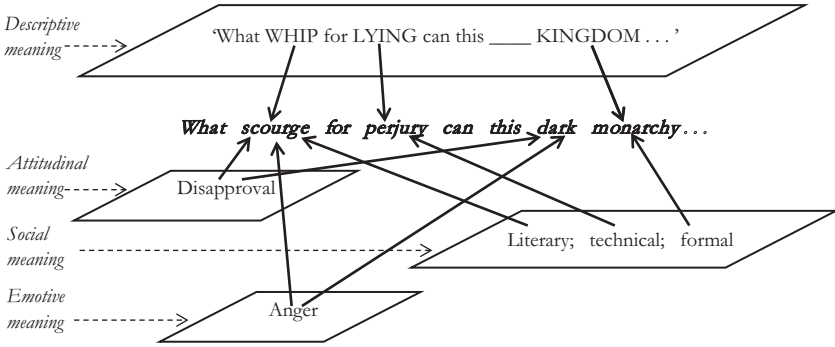 Descriptive
meaning
‘What WHIP for LYING can this ____ KINGDOM . . . ’
What scourge for perjury can this dark monarchy . . .
Attitudinal
meaning
Disapproval
Social
meaning
Literary; technical; formal
Emotive
meaning
Anger